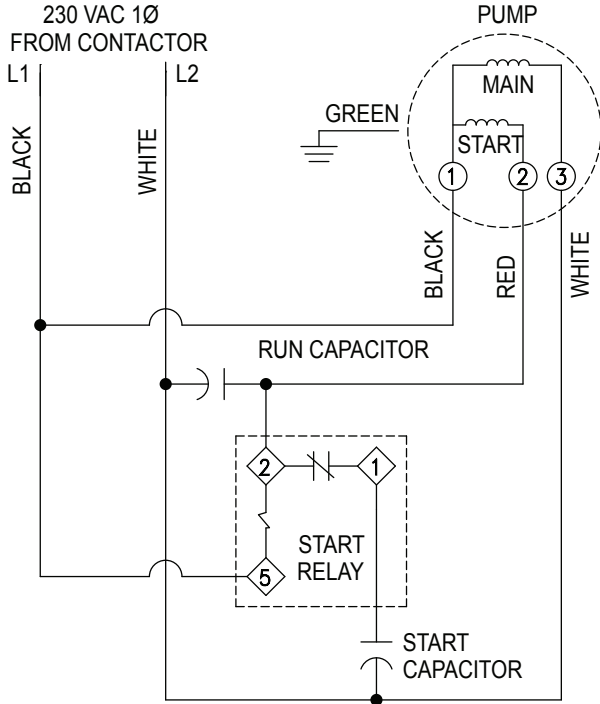 230 VAC 1Ø
FROM CONTACTOR
L1
L2
PUMP
MAIN
GREEN
START
BLACK
WHITE
1
2
3
BLACK
RED
WHITE
RUN CAPACITOR
2
1
START
RELAY
5
START
CAPACITOR